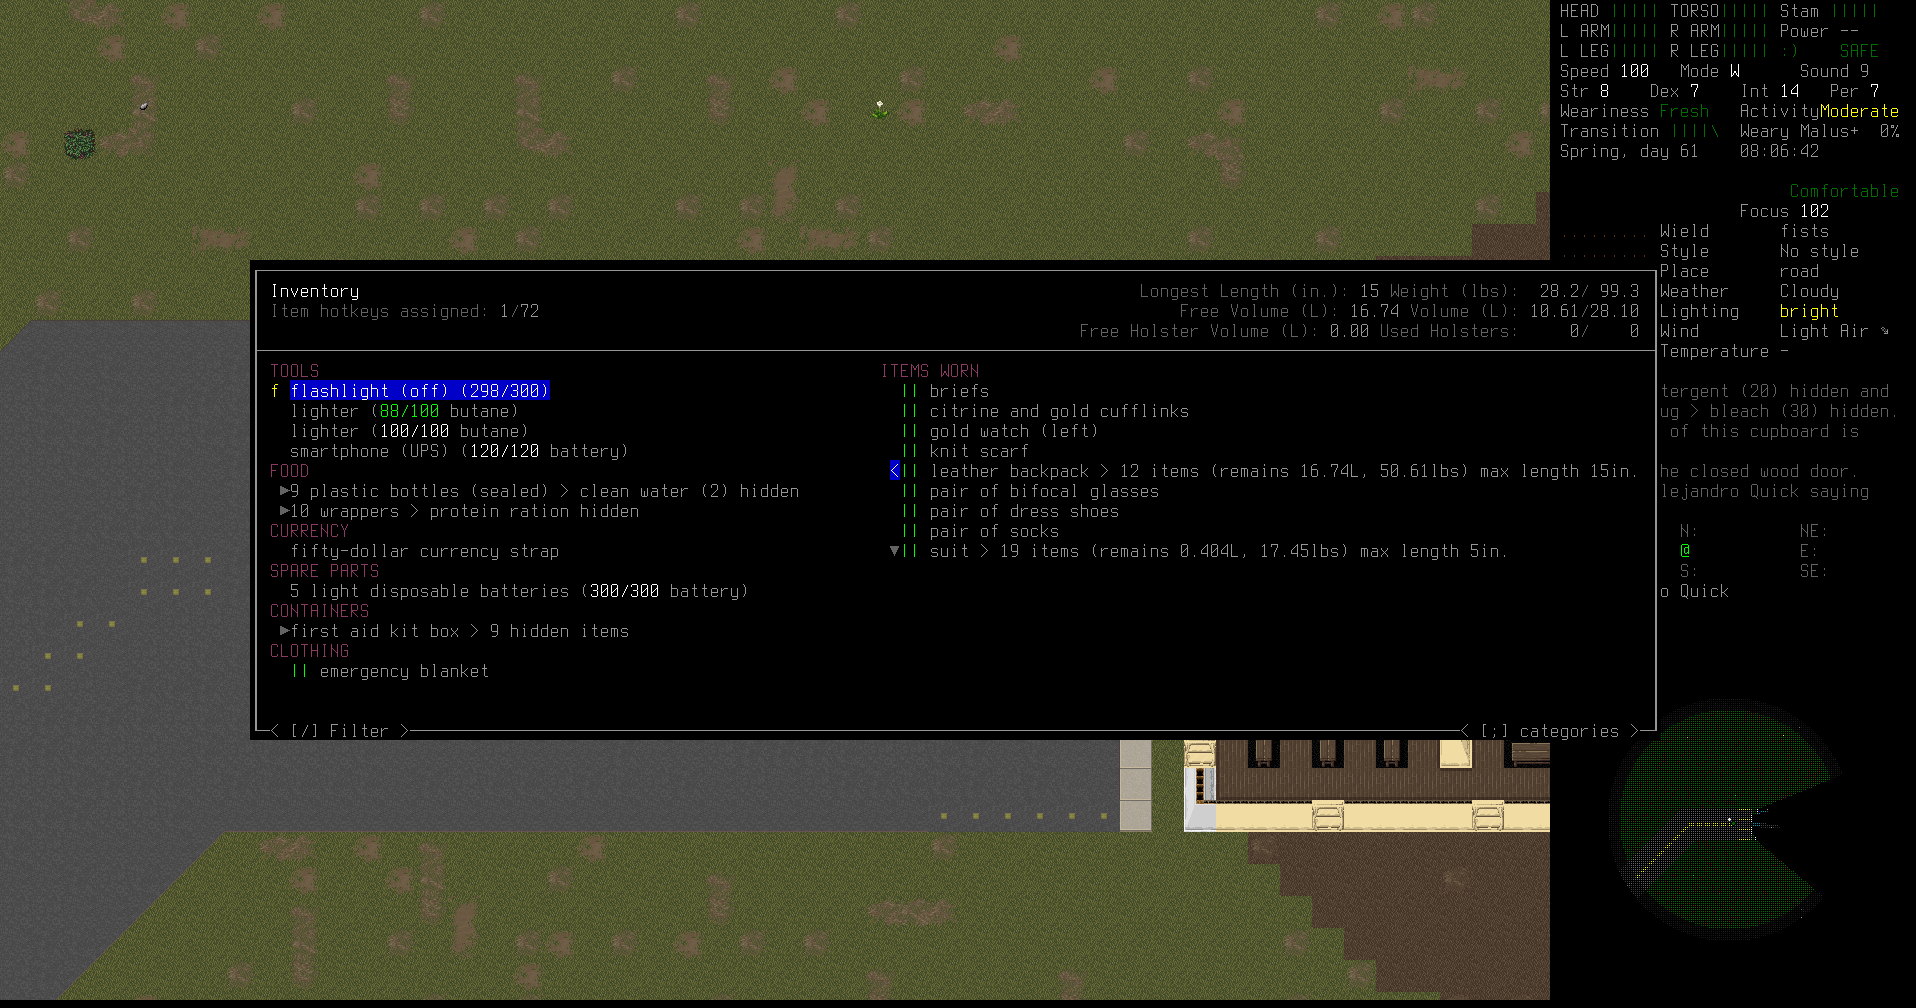 HEAD ||||| TORSO||||| Stam |||||
L ARM||||| R ARM||||| Power --
L LEG||||| R LEG||||| :) SAFE
Speed 100 Mode W Sound 9
Str 8 Dex 7 Int 14 Per 7
Weariness Fresh Activity Moderate
Transition ||||\ Weary Malus+ 0%
Spring, day 61 08:06:42
Comfortable
Focus 102
......... Wield fists
......... Style No style
Place road
Weather Cloudy
Lighting bright
Wind Light Air ⇘
Temperature -
tergent (20) hidden and
ug > bleach (30) hidden.
of this cupboard is
he closed wood door.
lejandro Quick saying
N: NE:
@ E:
S: SE:
o Quick
Inventory
Item hotkeys assigned: 1/72
Longest Length (in.): 15 Weight (lbs): 28.2/ 99.3
Free Volume (L): 16.74 Volume (L): 10.61/28.10
Free Holster Volume (L): 0.00 Used Holsters: 0/ 0
TOOLS
f flashlight (off) (298/300)
lighter (88/100 butane)
lighter (100/100 butane)
smartphone (UPS) (120/120 battery)
FOOD
▶9 plastic bottles (sealed) > clean water (2) hidden
▶10 wrappers > protein ration hidden
CURRENCY
fifty-dollar currency strap
SPARE PARTS
5 light disposable batteries (300/300 battery)
CONTAINERS
▶first aid kit box > 9 hidden items
CLOTHING
|| emergency blanket
ITEMS WORN
|| briefs
|| citrine and gold cufflinks
|| gold watch (left)
|| knit scarf
<|| leather backpack > 12 items (remains 16.74L, 50.61lbs) max length 15in.
|| pair of bifocal glasses
|| pair of dress shoes
|| pair of socks
▼|| suit > 19 items (remains 0.404L, 17.45lbs) max length 5in.
< [/] Filter >
< [;] categories >